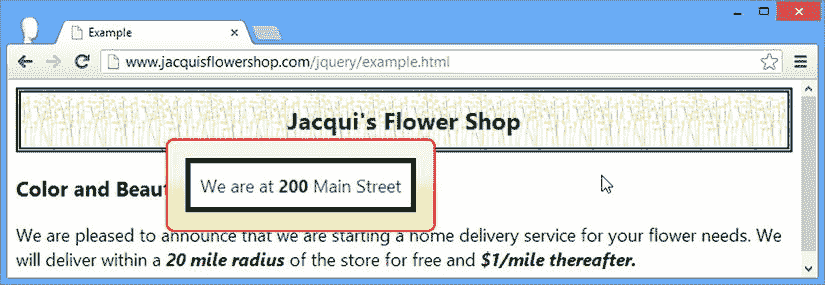 Example
www.jacquisflowershop.com/jquery/example.html
Jacqui's Flower Shop
Color and Beaut
We are at 200 Main Street
We are pleased to announce that we are starting a home delivery service for your flower needs. We
will deliver within a 20 mile radius of the store for free and $1/mile thereafter.